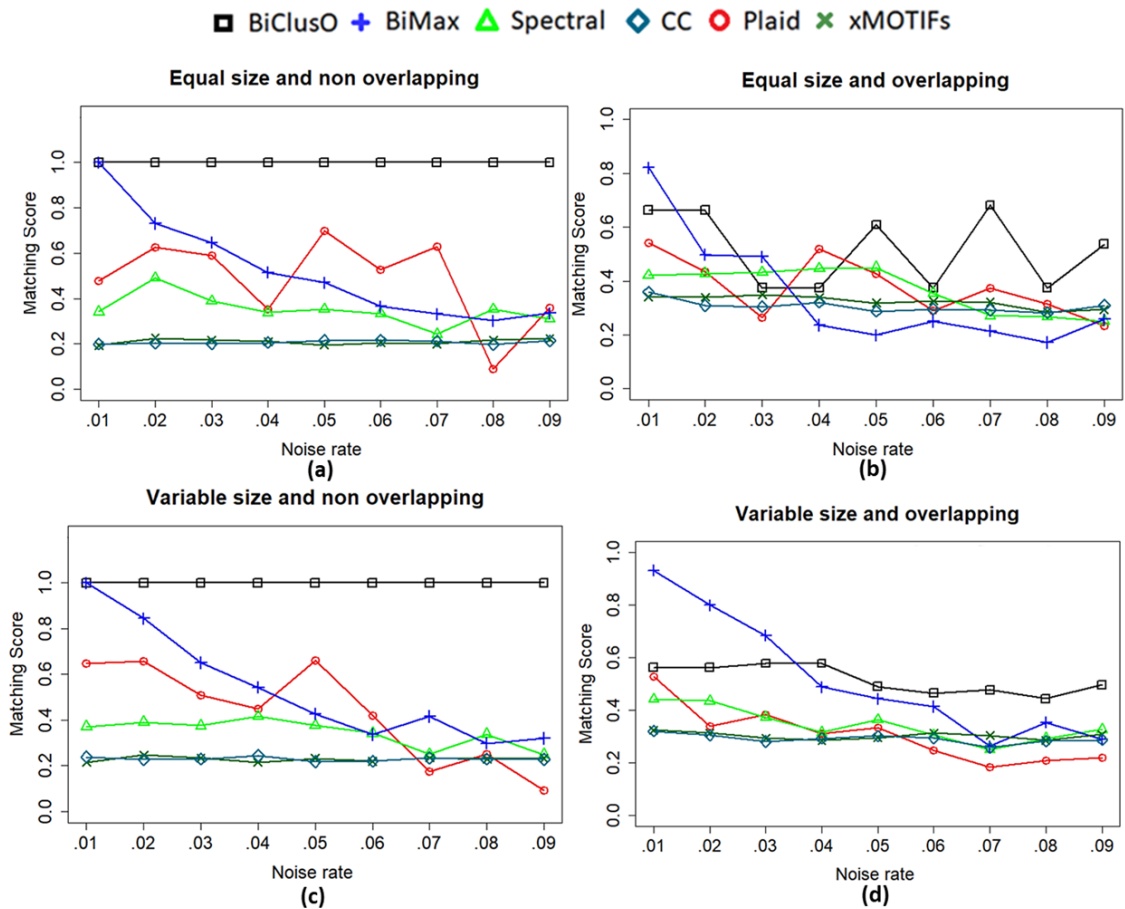 BiClusO BiMax Spectral CC Plaid xMOTIFs
Equal size and non overlapping
Matching Score
0.0 0.2 0.4 0.6 0.8 1.0
.01 .02 .03 .04 .05 .06 .07 .08 .09
Noise rate
(a)
Equal size and overlapping
Matching Score
0.0 0.2 0.4 0.6 0.8 1.0
.01 .02 .03 .04 .05 .06 .07 .08 .09
Noise rate
(b)
Variable size and non overlapping
Matching Score
0.0 0.2 0.4 0.6 0.8 1.0
.01 .02 .03 .04 .05 .06 .07 .08 .09
Noise rate
(c)
Variable size and overlapping
Matching Score
0.0 0.2 0.4 0.6 0.8 1.0
.01 .02 .03 .04 .05 .06 .07 .08 .09
Noise rate
(d)